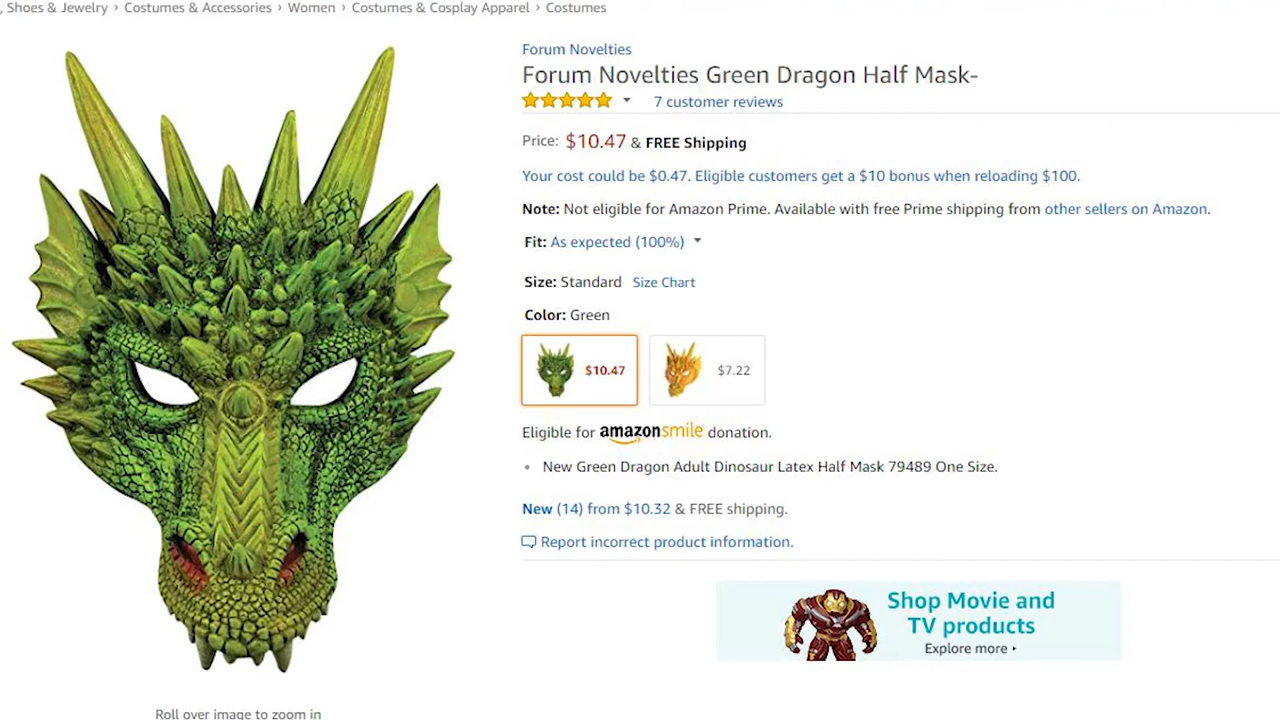 , Shoes & Jewelry › Costumes & Accessories › Women › Costumes & Cosplay Apparel › Costumes
Forum Novelties
Forum Novelties Green Dragon Half Mask-
7 customer reviews
Price: $10.47 & FREE Shipping
Your cost could be $0.47. Eligible customers get a $10 bonus when reloading $100.
Note: Not eligible for Amazon Prime. Available with free Prime shipping from other sellers on Amazon.
Fit: As expected (100%)
Size: Standard Size Chart
Color: Green
$10.47 $7.22
Eligible for amazonsmile donation.
• New Green Dragon Adult Dinosaur Latex Half Mask 79489 One Size.
New (14) from $10.32 & FREE shipping.
Report incorrect product information.
Shop Movie and
TV products
Explore more ›
Roll over image to zoom in